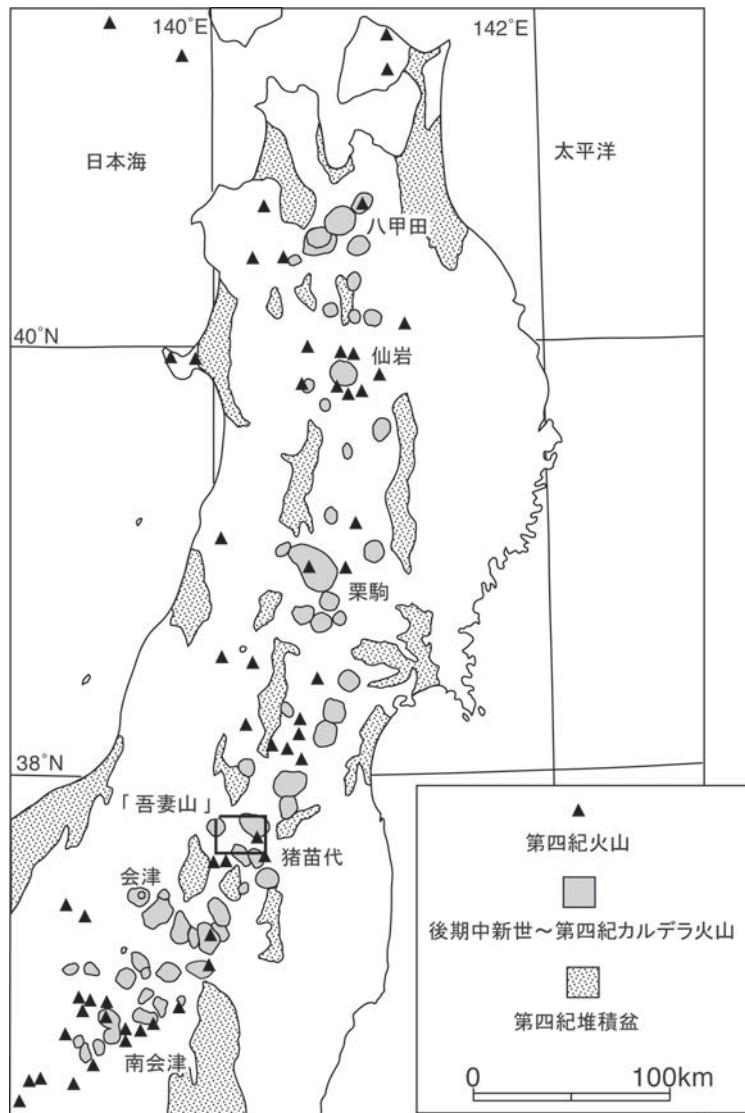 140°E
142°E
日本海
太平洋
八甲田
40°N
仙岩
栗駒
38°N
「吾妻山」
猪苗代
会津
南会津
第四紀火山
後期中新世～第四紀カルデラ火山
第四紀堆積盆
0
100km